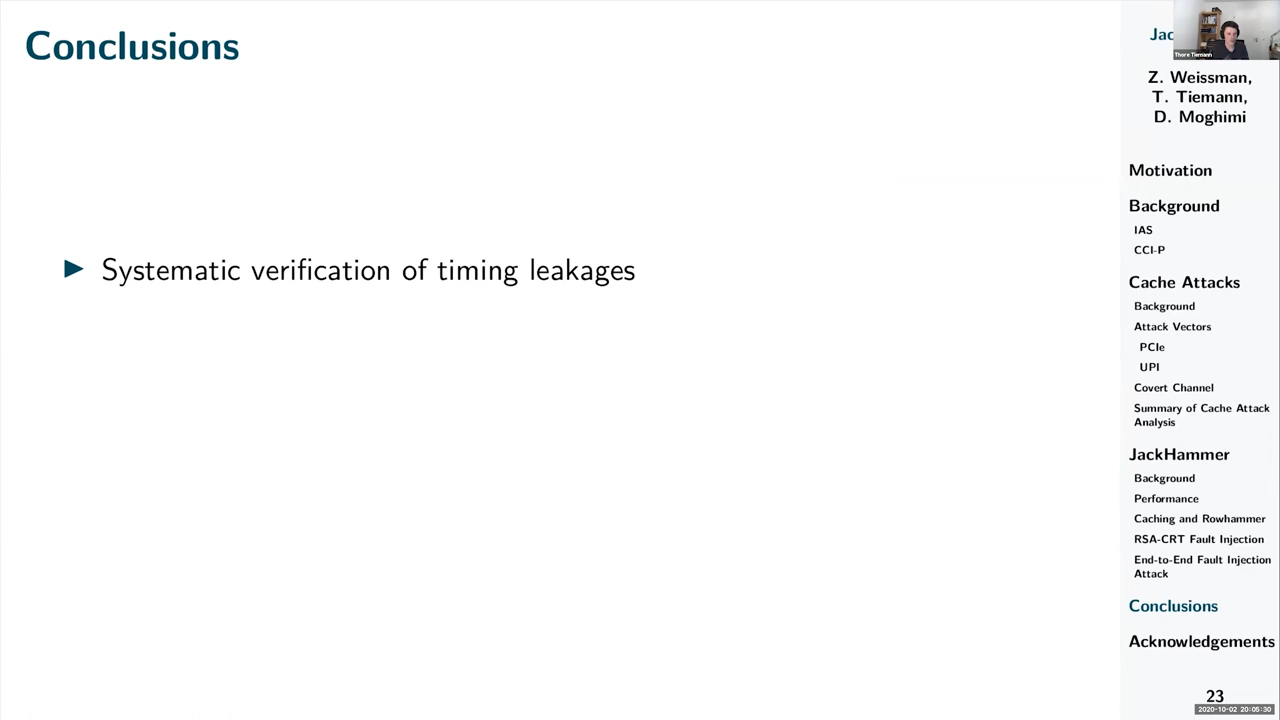 Conclusions
▶ Systematic verification of timing leakages
Jac
Thore Tiemann
Z. Weissman,
T. Tiemann,
D. Moghimi
Motivation
Background
IAS
CCI-P
Cache Attacks
Background
Attack Vectors
PCIe
UPI
Covert Channel
Summary of Cache Attack
Analysis
JackHammer
Background
Performance
Caching and Rowhammer
RSA-CRT Fault Injection
End-to-End Fault Injection
Attack
Conclusions
Acknowledgements
23
2020-10-02 20:05:30